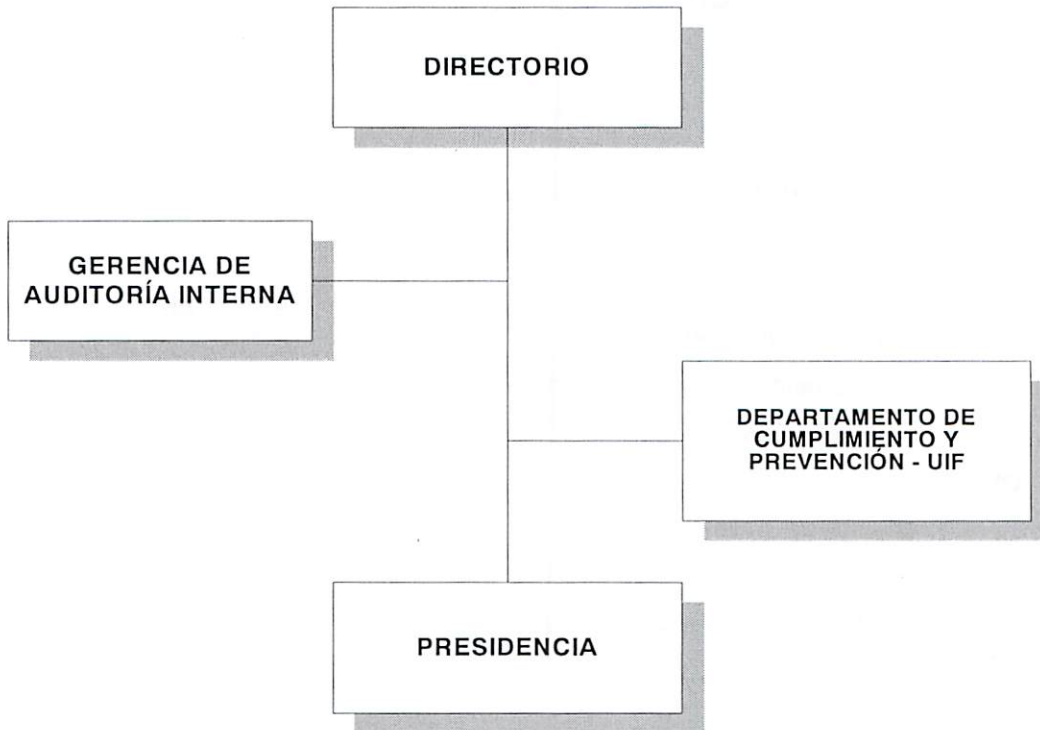 DIRECTORIO
GERENCIA DE
AUDITORÍA INTERNA
DEPARTAMENTO DE
CUMPLIMIENTO Y
PREVENCIÓN - UIF
PRESIDENCIA